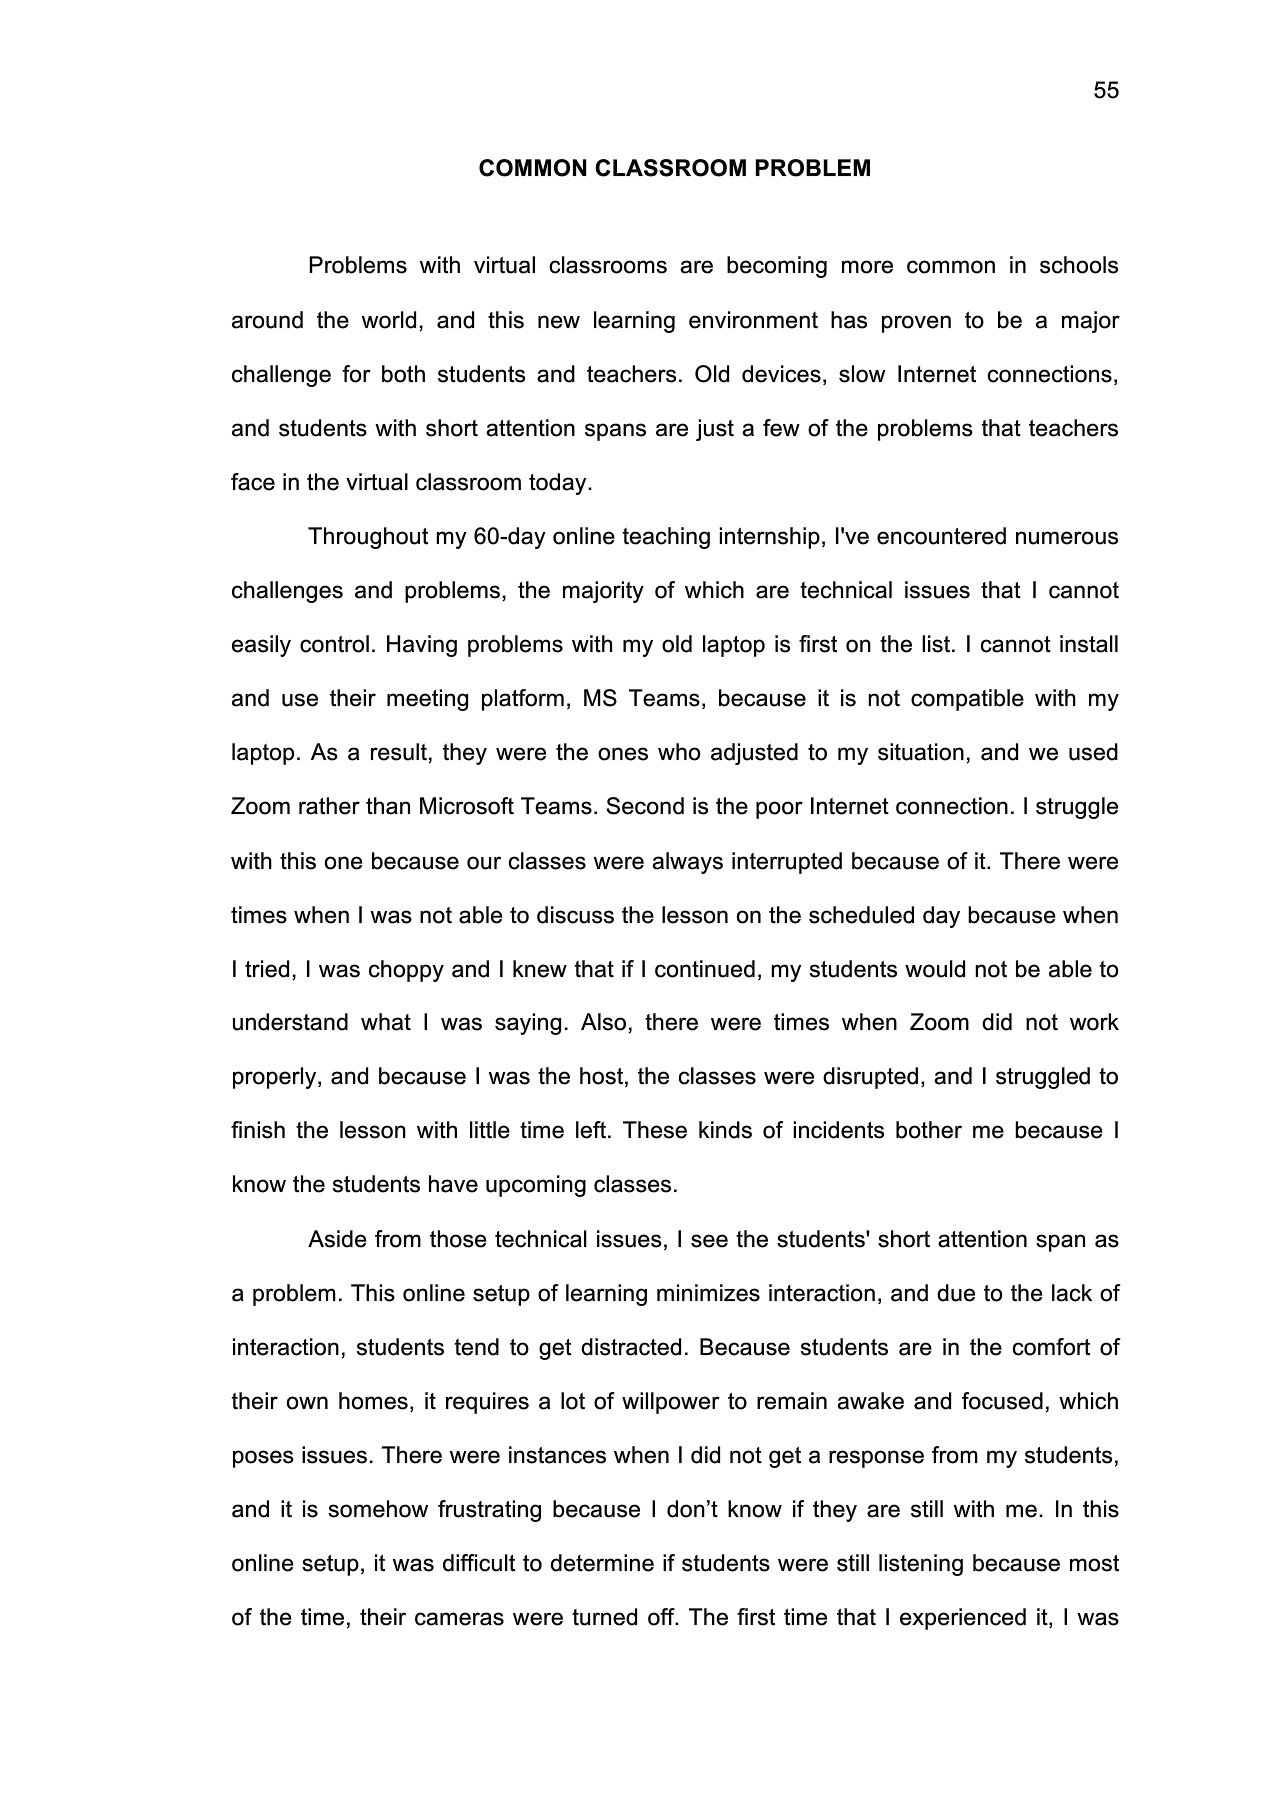 55
COMMON CLASSROOM PROBLEM
Problems with virtual classrooms are becoming more common in schools
around the world, and this new learning environment has proven to be a major
challenge for both students and teachers. Old devices, slow Internet connections,
and students with short attention spans are just a few of the problems that teachers
face in the virtual classroom today.
Throughout my 60-day online teaching internship, I've encountered numerous
challenges and problems, the majority of which are technical issues that I cannot
easily control. Having problems with my old laptop is first on the list. I cannot install
and use their meeting platform, MS Teams, because it is not compatible with my
laptop. As a result, they were the ones who adjusted to my situation, and we used
Zoom rather than Microsoft Teams. Second is the poor Internet connection. I struggle
with this one because our classes were always interrupted because of it. There were
times when I was not able to discuss the lesson on the scheduled day because when
I tried, I was choppy and I knew that if I continued, my students would not be able to
understand what I was saying. Also, there were times when Zoom did not work
properly, and because I was the host, the classes were disrupted, and I struggled to
finish the lesson with little time left. These kinds of incidents bother me because I
know the students have upcoming classes.
Aside from those technical issues, I see the students' short attention span as
a problem. This online setup of learning minimizes interaction, and due to the lack of
interaction, students tend to get distracted. Because students are in the comfort of
their own homes, it requires a lot of willpower to remain awake and focused, which
poses issues. There were instances when I did not get a response from my students,
and it is somehow frustrating because I don’t know if they are still with me. In this
online setup, it was difficult to determine if students were still listening because most
of the time, their cameras were turned off. The first time that I experienced it, I was